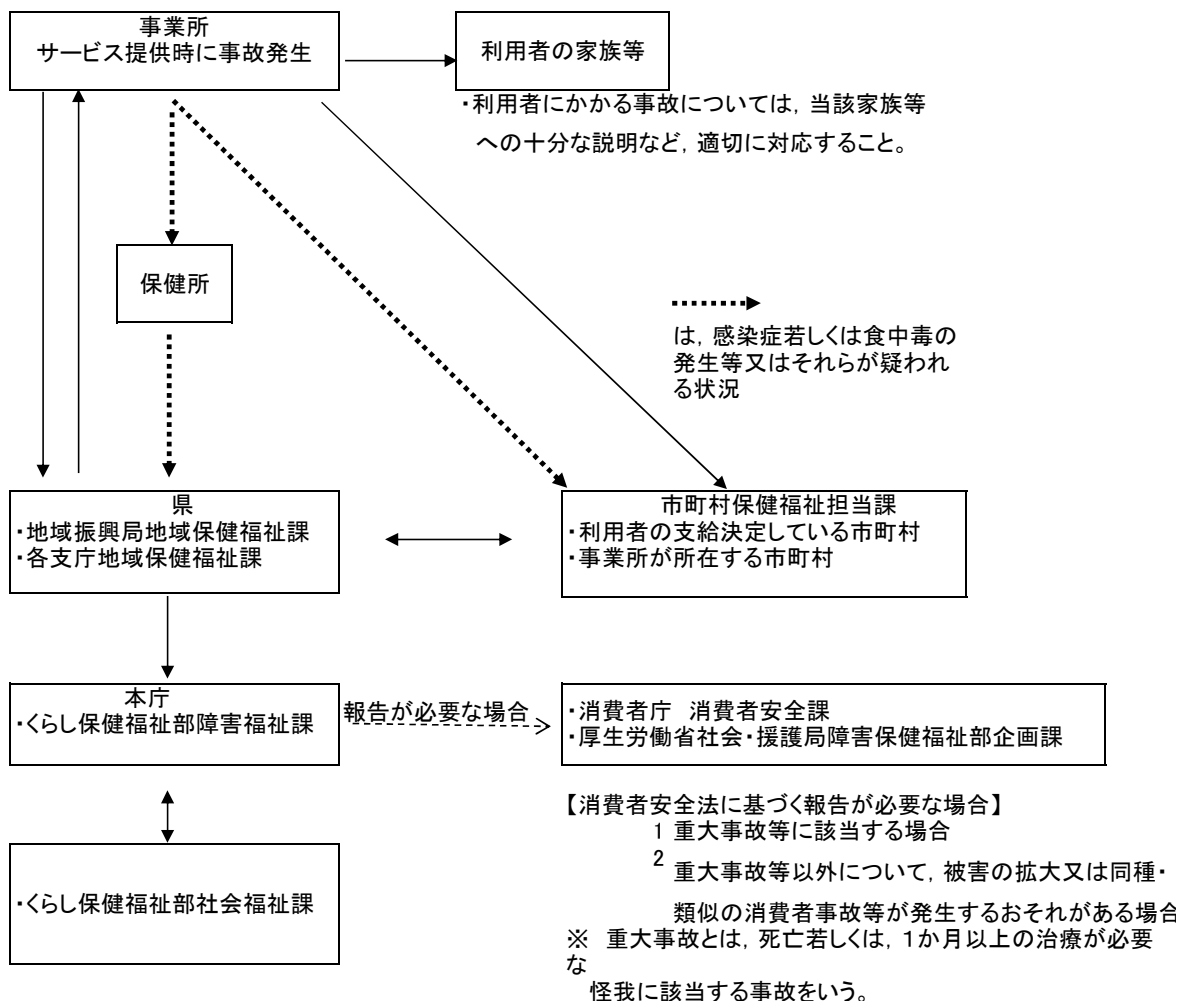 事業所
サービス提供時に事故発生
利用者の家族等
・利用者にかかる事故については，当該家族等
への十分な説明など，適切に対応すること。
保健所
は，感染症若しくは食中毒の
発生等又はそれらが疑われ
る状況
県
・地域振興局地域保健福祉課
・各支庁地域保健福祉課
市町村保健福祉担当課
・利用者の支給決定している市町村
・事業所が所在する市町村
本庁
・くらし保健福祉部障害福祉課
報告が必要な場合
・消費者庁　消費者安全課
・厚生労働省社会・援護局障害保健福祉部企画課
・くらし保健福祉部社会福祉課
【消費者安全法に基づく報告が必要な場合】
1 重大事故等に該当する場合
2 重大事故等以外について，被害の拡大又は同種・
類似の消費者事故等が発生するおそれがある場合
※　重大事故とは，死亡若しくは，１か月以上の治療が必要
な
怪我に該当する事故をいう。